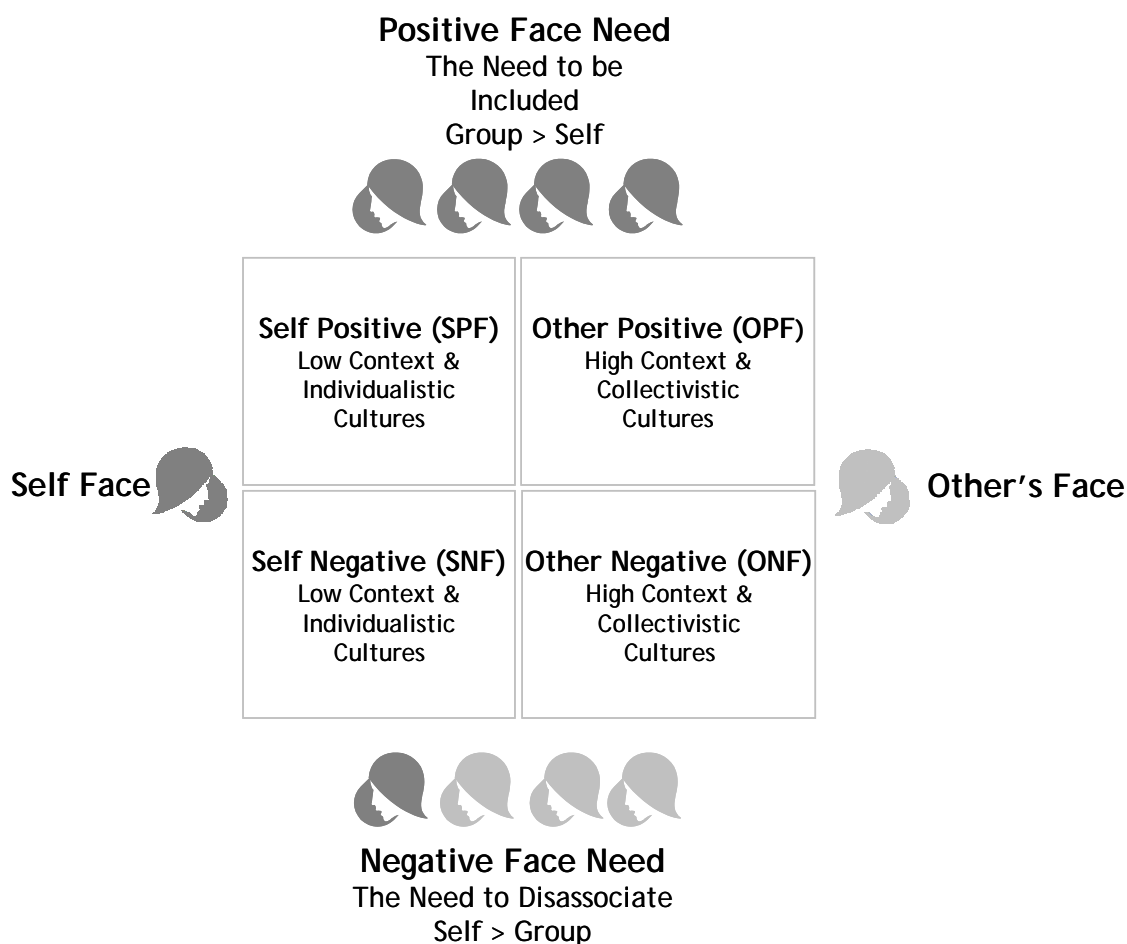 Positive Face Need
The Need to be
Included
Group > Self
Self Positive (SPF)
Low Context &
Individualistic
Cultures
Other Positive (OPF)
High Context &
Collectivistic
Cultures
Self Face
Other's Face
Self Negative (SNF)
Low Context &
Individualistic
Cultures
Other Negative (ONF)
High Context &
Collectivistic
Cultures
Negative Face Need
The Need to Disassociate
Self > Group